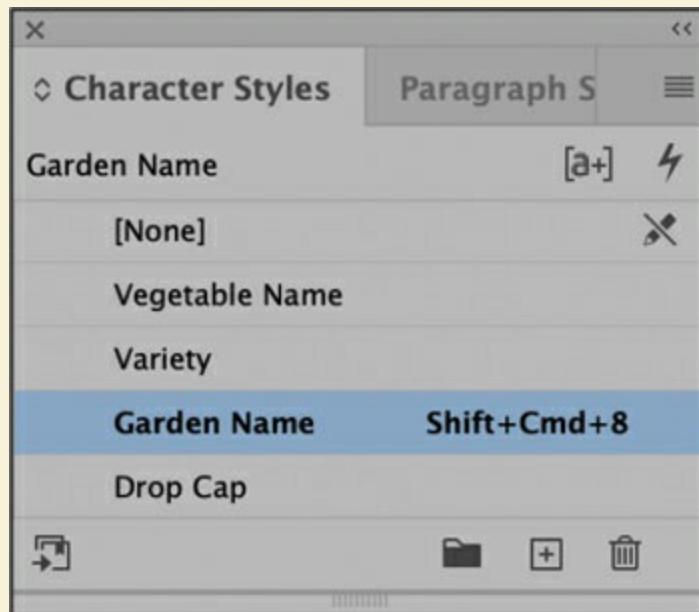 Character Styles Paragraph S
Garden Name [a+]
[None]
Vegetable Name
Variety
Garden Name Shift+Cmd+8
Drop Cap